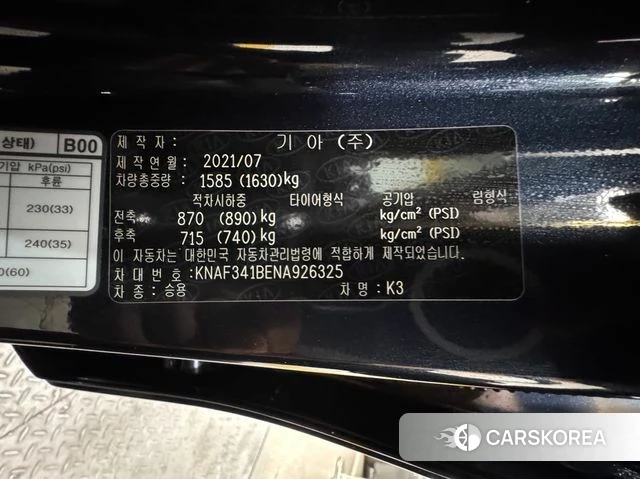 상태) B00
기압 kPa(psi)
후륜
230(33)
240(35)
0(60)
제 작 자 : 기 아 (주)
제 작 연 월 : 2021/07
차량총중량 : 1585 (1630)kg
적차시하중 타이어형식 공기압 림형식
전축 870 (890)kg kg/cm² (PSI)
후축 715 (740)kg kg/cm² (PSI)
이 자동차는 대한민국 자동차관리법령에 적합하게 제작되었습니다.
차 대 번 호 : KNAF341BENA926325
차 종 : 승용 차 명 : K3
CARSKOREA